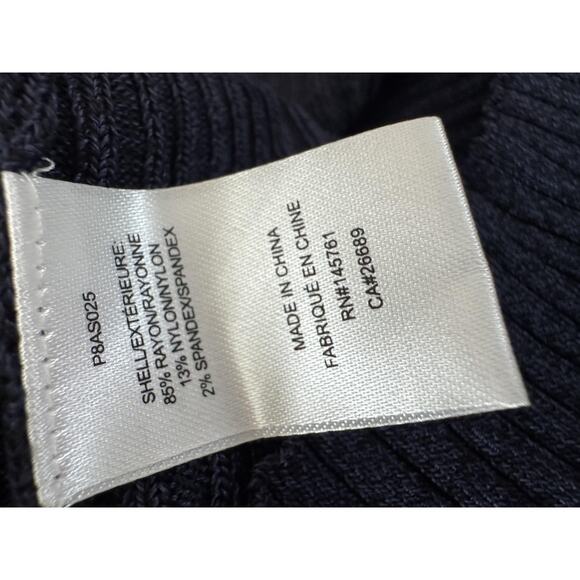 P8AS025
SHELL/EXTÉRIEURE:
85% RAYON/RAYONNE
13% NYLON/NYLON
2% SPANDEX/SPANDEX
MADE IN CHINA
FABRIQUÉ EN CHINE
RN#145761
CA#26689